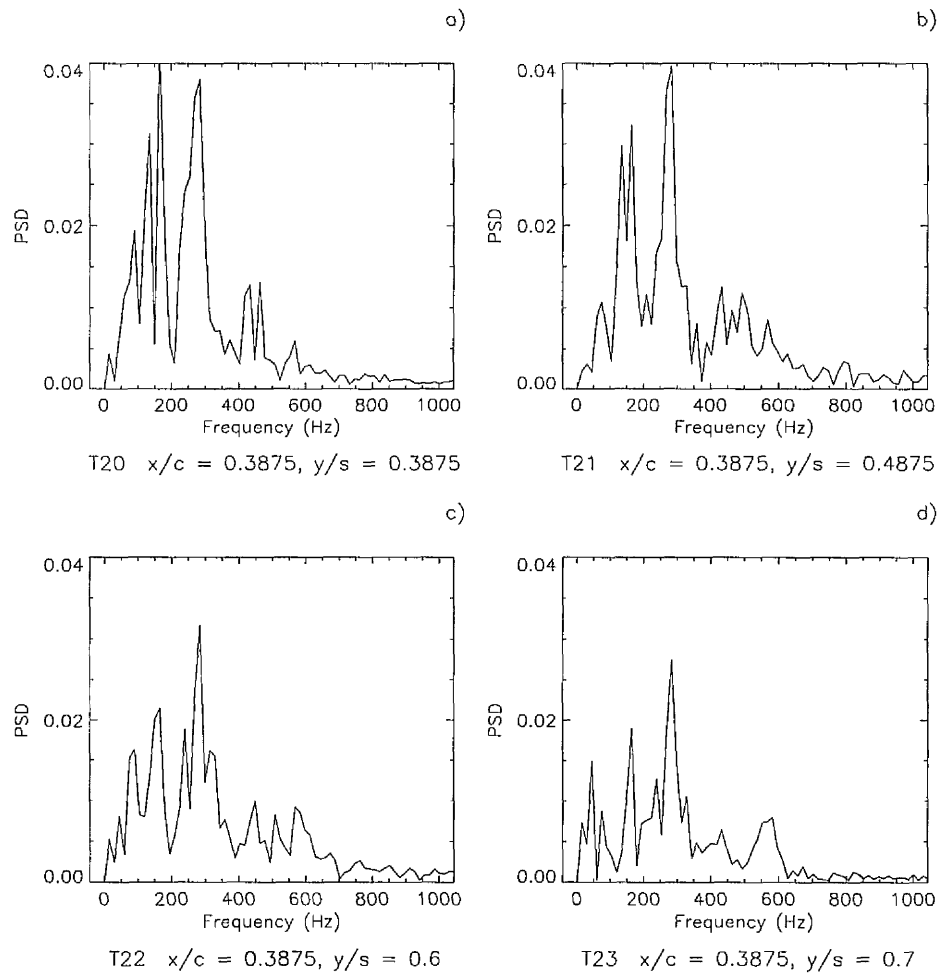 a)
0.04
0.02
0.00
PSD
0 200 400 600 800 1000
Frequency (Hz)
T20 x/c = 0.3875, y/s = 0.3875
b)
0.04
0.02
0.00
PSD
0 200 400 600 800 1000
Frequency (Hz)
T21 x/c = 0.3875, y/s = 0.4875
c)
0.04
0.02
0.00
PSD
0 200 400 600 800 1000
Frequency (Hz)
T22 x/c = 0.3875, y/s = 0.6
d)
0.04
0.02
0.00
PSD
0 200 400 600 800 1000
Frequency (Hz)
T23 x/c = 0.3875, y/s = 0.7